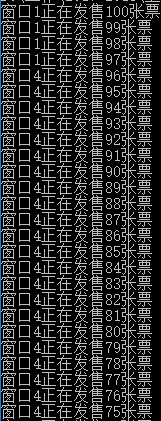 窗口1正在发售100张票
窗口1正在发售99张票
窗口1正在发售98张票
窗口1正在发售97张票
窗口4正在发售96张票
窗口4正在发售95张票
窗口4正在发售94张票
窗口4正在发售93张票
窗口4正在发售92张票
窗口4正在发售91张票
窗口4正在发售90张票
窗口4正在发售89张票
窗口4正在发售88张票
窗口4正在发售87张票
窗口4正在发售86张票
窗口4正在发售85张票
窗口4正在发售84张票
窗口4正在发售83张票
窗口4正在发售82张票
窗口4正在发售81张票
窗口4正在发售80张票
窗口4正在发售79张票
窗口4正在发售78张票
窗口4正在发售77张票
窗口4正在发售76张票
窗口4正在发售75张票